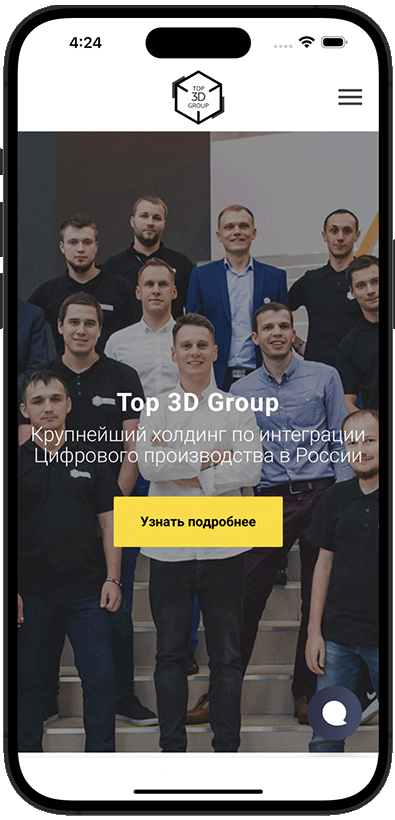 4:24
TOP
3D
GROUP
Top 3D Group
Крупнейший холдинг по интеграции
Цифрового производства в России
Узнать подробнее